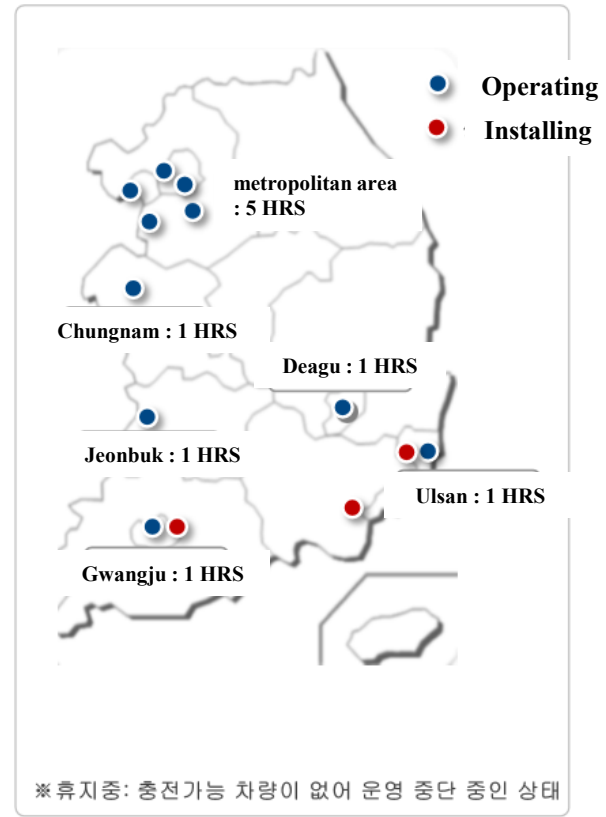 Operating
Installing
metropolitan area
: 5 HRS
Chungnam : 1 HRS
Deagu : 1 HRS
Jeonbuk : 1 HRS
Ulsan : 1 HRS
Gwangju : 1 HRS
※휴지중: 충전가능 차량이 없어 운영 중단 중인 상태